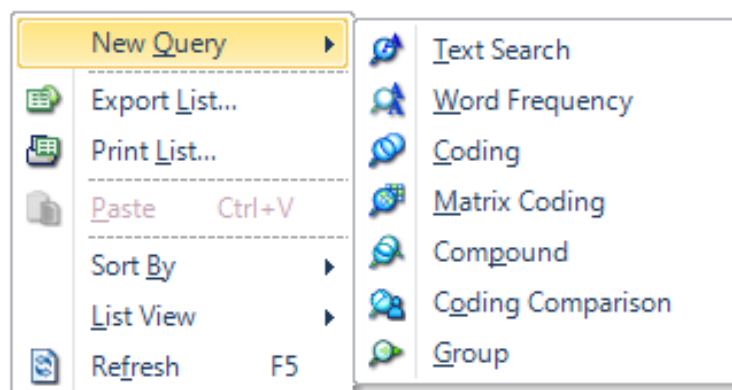 New Query
Export List...
Print List...
Paste Ctrl+V
Sort By
List View
Refresh F5
Text Search
Word Frequency
Coding
Matrix Coding
Compound
Coding Comparison
Group